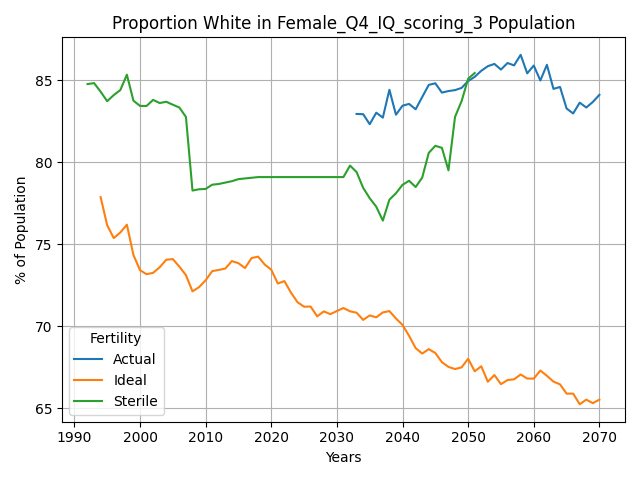 Proportion White in Female_Q4_IQ_scoring_3 Population
% of Population
85
80
75
70
65
Fertility
Actual
Ideal
Sterile
1990 2000 2010 2020 2030 2040 2050 2060 2070
Years